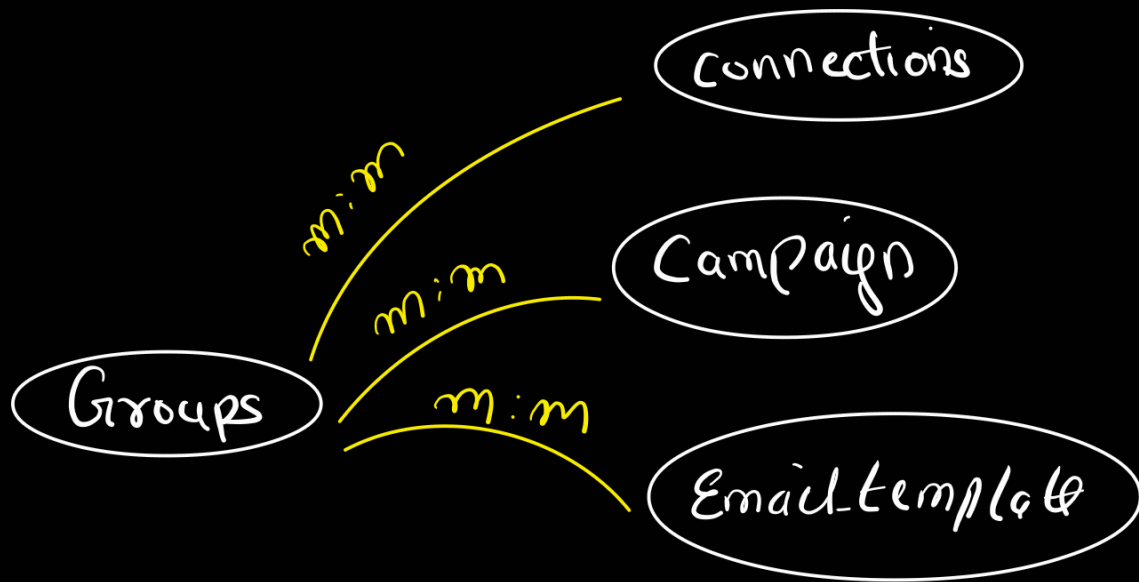 connections
m:m
Campaign
m:m
Groups
m:m
Email_template